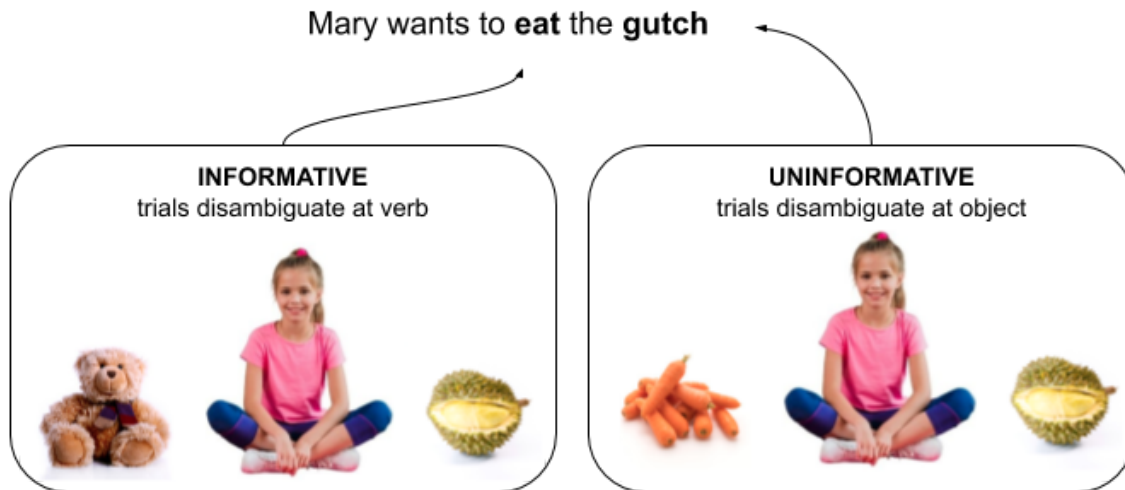 Mary wants to eat the gutch
INFORMATIVE
trials disambiguate at verb
UNINFORMATIVE
trials disambiguate at object